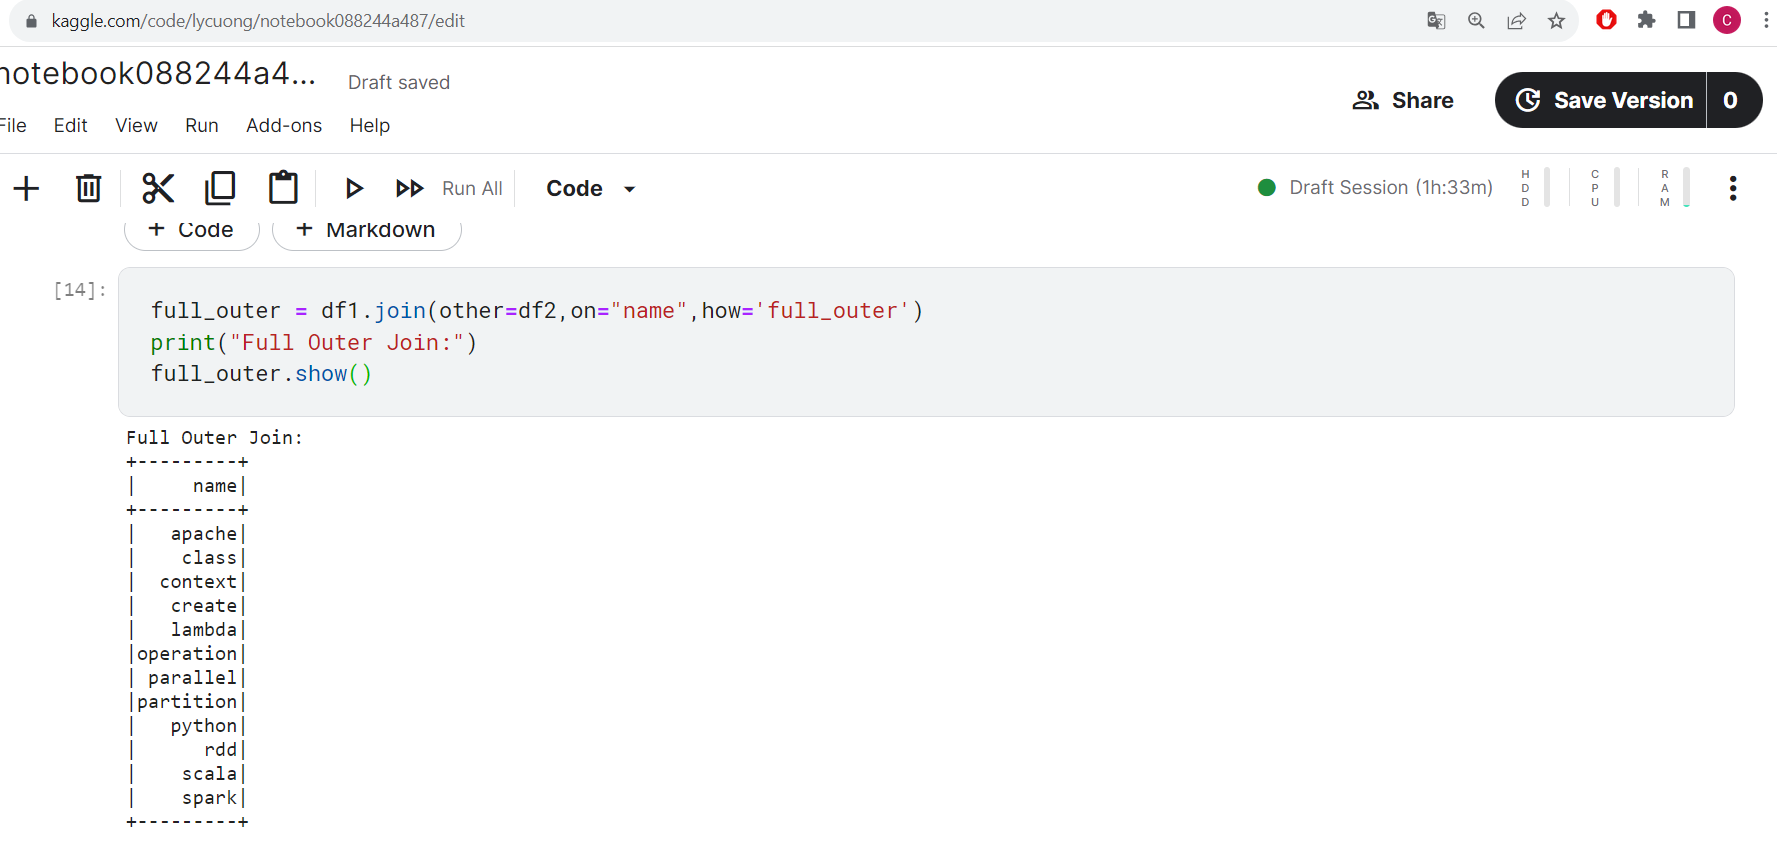 kaggle.com/code/lycuong/notebook088244a487/edit
C
notebook088244a4...
Draft saved
Share
Save Version
0
File Edit View Run Add-ons Help
Run All
Code
Draft Session (1h:33m)
HDD
CPU
RAM
+ Code
+ Markdown
[14]:
full_outer = df1.join(other=df2,on="name",how='full_outer')
print("Full Outer Join:")
full_outer.show()
Full Outer Join:
+---------+
|     name|
+---------+
|   apache|
|    class|
|  context|
|   create|
|   lambda|
|operation|
| parallel|
|partition|
|   python|
|      rdd|
|    scala|
|    spark|
+---------+